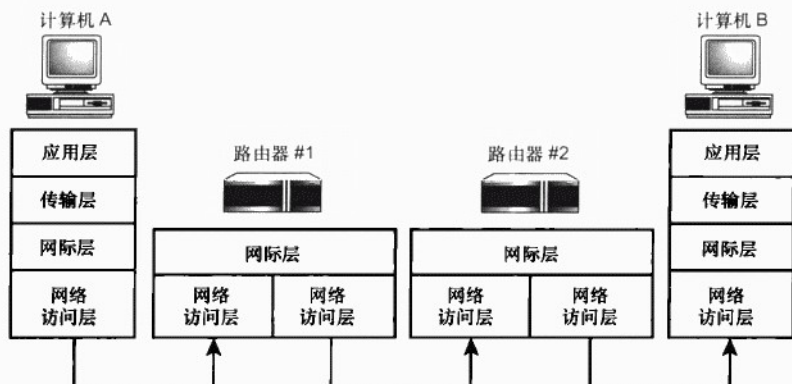 计算机 A
计算机 B
路由器 #1
路由器 #2
应用层
传输层
网际层
网络
访问层
网际层
网络
访问层
网络
访问层
网际层
网络
访问层
网络
访问层
应用层
传输层
网际层
网络
访问层